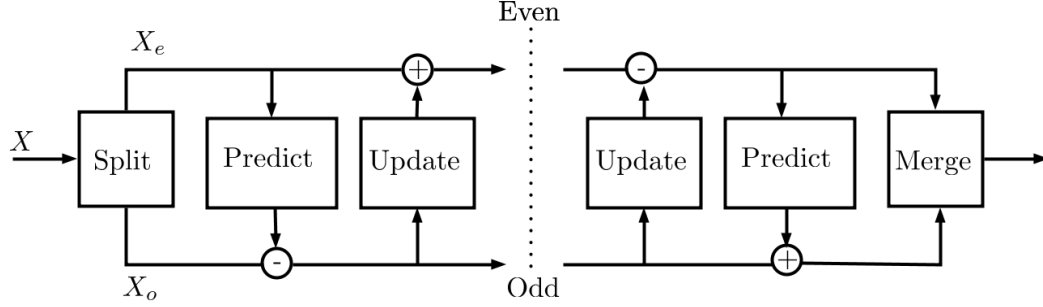 Even
X_e
+
-
X
Split
Predict
Update
Update
Predict
Merge
-
+
X_o
Odd